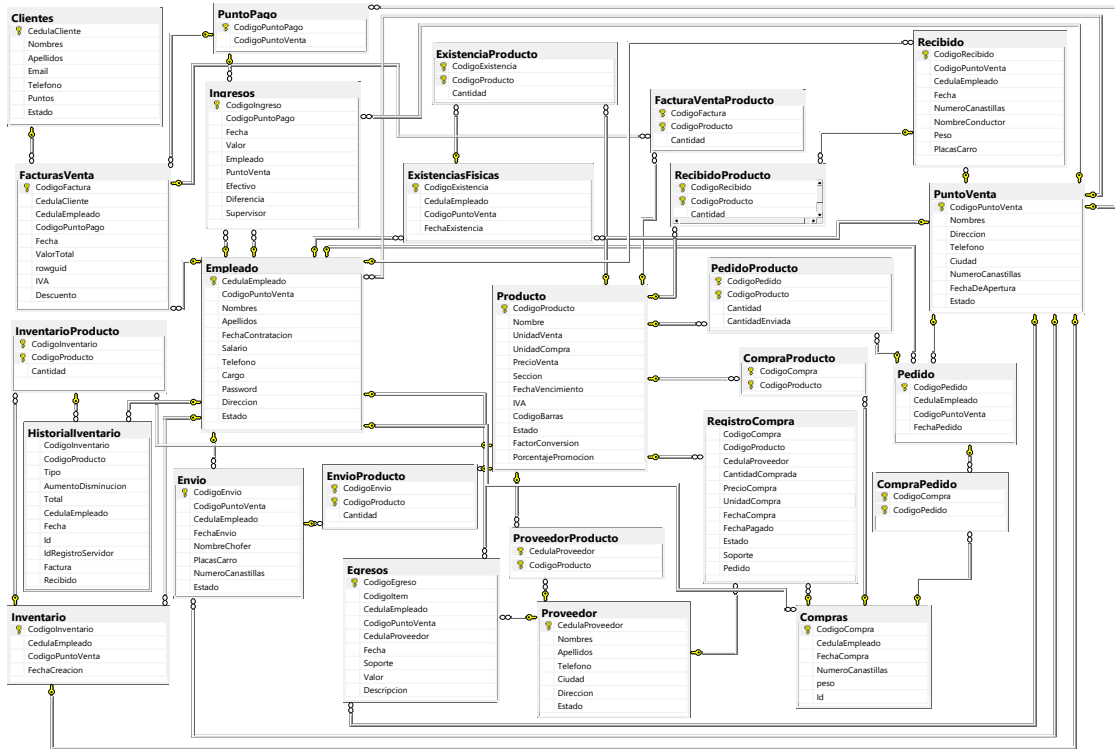 Clientes
CedulaCliente
Nombres
Apellidos
Email
Telefono
Puntos
Estado
PuntoPago
CodigoPuntoPago
CodigoPuntoVenta
Ingresos
CodigoIngreso
CodigoPuntoPago
Fecha
Valor
Empleado
PuntoVenta
Efectivo
Diferencia
Supervisor
ExistenciaProducto
CodigoExistencia
CodigoProducto
Cantidad
FacturaVentaProducto
CodigoFactura
CodigoProducto
Cantidad
Recibido
CodigoRecibido
CodigoPuntoVenta
CedulaEmpleado
Fecha
NumeroCanastillas
NombreConductor
Peso
PlacasCarro
FacturasVenta
CodigoFactura
CedulaCliente
CedulaEmpleado
CodigoPuntoPago
Fecha
ValorTotal
rowguid
IVA
Descuento
ExistenciasFisicas
CodigoExistencia
CedulaEmpleado
CodigoPuntoVenta
FechaExistencia
RecibidoProducto
CodigoRecibido
CodigoProducto
Cantidad
PuntoVenta
CodigoPuntoVenta
Nombres
Direccion
Telefono
Ciudad
NumeroCanastillas
FechaDeApertura
Estado
Empleado
CedulaEmpleado
CodigoPuntoVenta
Nombres
Apellidos
FechaContratacion
Salario
Telefono
Cargo
Password
Direccion
Estado
Producto
CodigoProducto
Nombre
UnidadVenta
UnidadCompra
PrecioVenta
Seccion
FechaVencimiento
IVA
CodigoBarras
Estado
FactorConversion
PorcentajePromocion
PedidoProducto
CodigoPedido
CodigoProducto
Cantidad
CantidadEnviada
InventarioProducto
CodigoInventario
CodigoProducto
Cantidad
CompraProducto
CodigoCompra
CodigoProducto
Pedido
CodigoPedido
CedulaEmpleado
CodigoPuntoVenta
FechaPedido
HistorialIventario
CodigoInventario
CodigoProducto
Tipo
AumentoDisminucion
Total
CedulaEmpleado
Fecha
Id
IdRegistroServidor
Factura
Recibido
RegistroCompra
CodigoCompra
CodigoProducto
CedulaProveedor
CantidadComprada
PrecioCompra
UnidadCompra
FechaCompra
FechaPagado
Estado
Soporte
Pedido
Envio
CodigoEnvio
CodigoPuntoVenta
CedulaEmpleado
FechaEnvio
NombreChofer
PlacasCarro
NumeroCanastillas
Estado
EnvioProducto
CodigoEnvio
CodigoProducto
Cantidad
CompraPedido
CodigoCompra
CodigoPedido
ProveedorProducto
CedulaProveedor
CodigoProducto
Egresos
CodigoEgreso
CodigoItem
CedulaEmpleado
CodigoPuntoVenta
CedulaProveedor
Fecha
Soporte
Valor
Descripcion
Inventario
CodigoInventario
CedulaEmpleado
CodigoPuntoVenta
FechaCreacion
Proveedor
CedulaProveedor
Nombres
Apellidos
Telefono
Ciudad
Direccion
Estado
Compras
CodigoCompra
CedulaEmpleado
FechaCompra
NumeroCanastillas
peso
Id